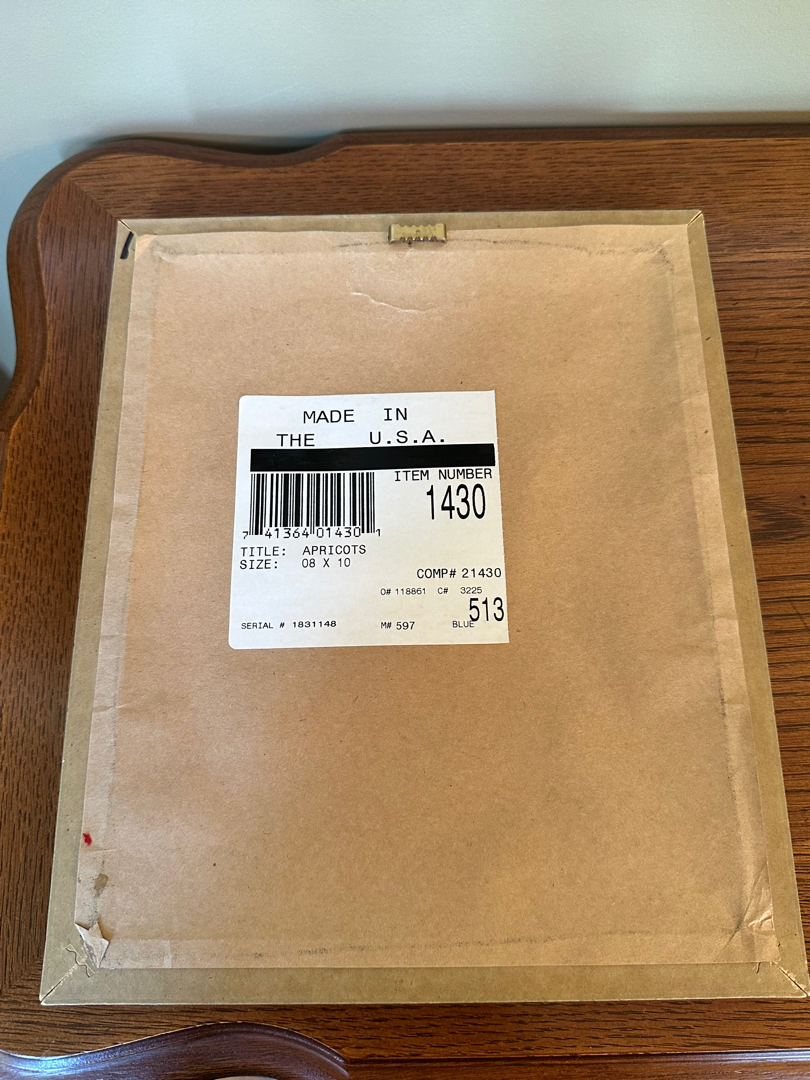 MADE IN
THE U.S.A.
ITEM NUMBER
1430
7 41364 01430 1
TITLE: APRICOTS
SIZE: 08 X 10
COMP# 21430
O# 118861 C# 3225
513
SERIAL # 1831148 M# 597 BLUE